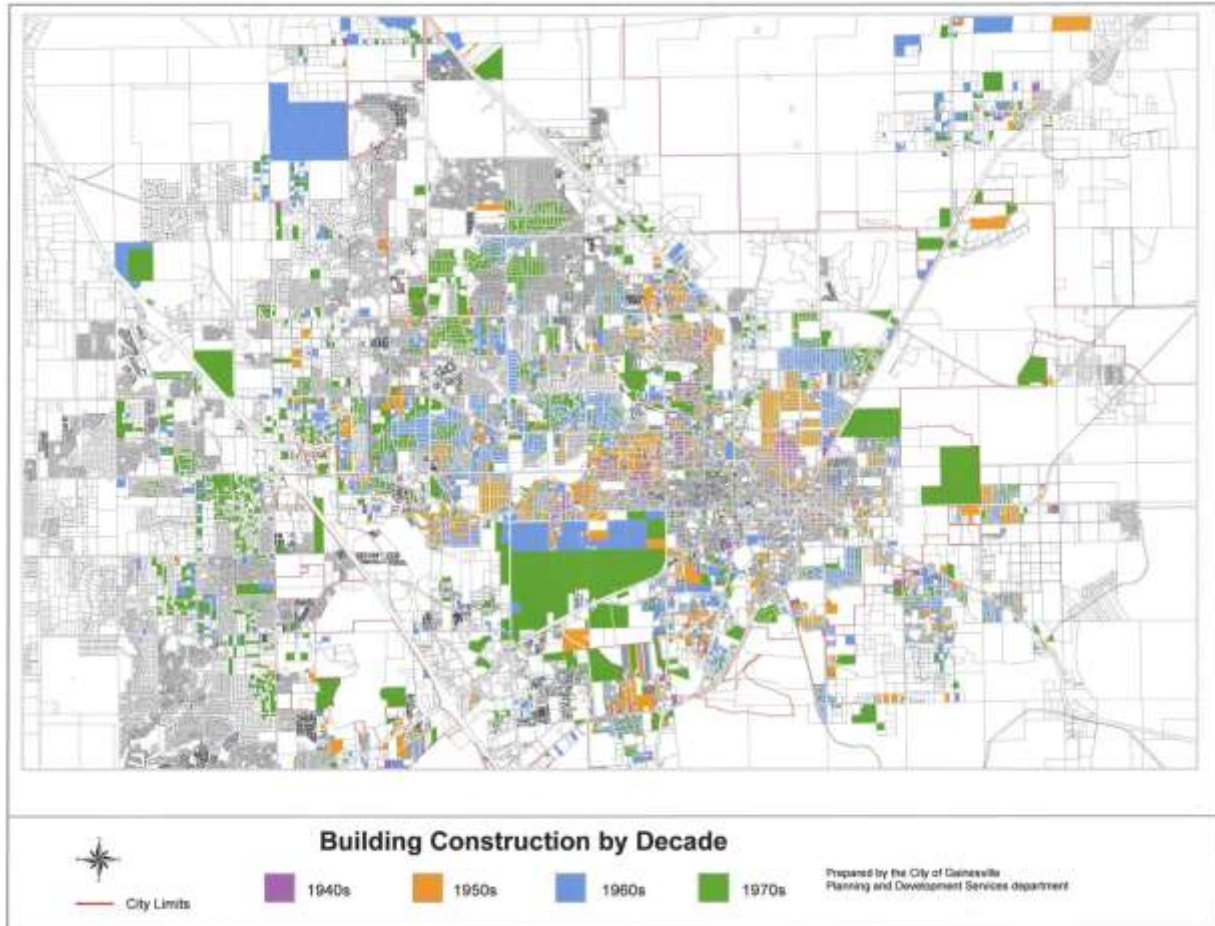 Building Construction by Decade
City Limits
1940s
1950s
1960s
1970s
Prepared by the City of Gainesville
Planning and Development Services department